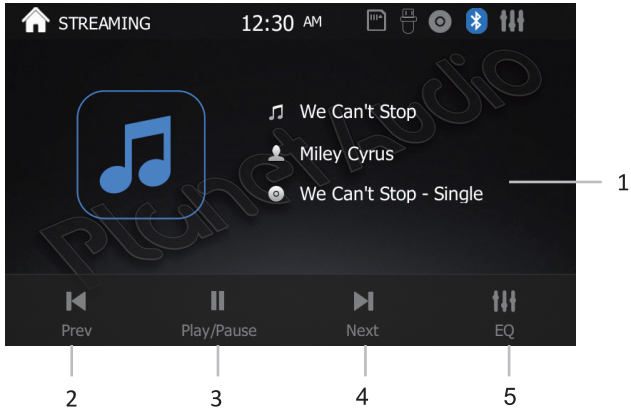 STREAMING 12:30 AM
We Can't Stop
Miley Cyrus
We Can't Stop - Single
1
Planet Audio
Prev Play/Pause Next EQ
2 3 4 5